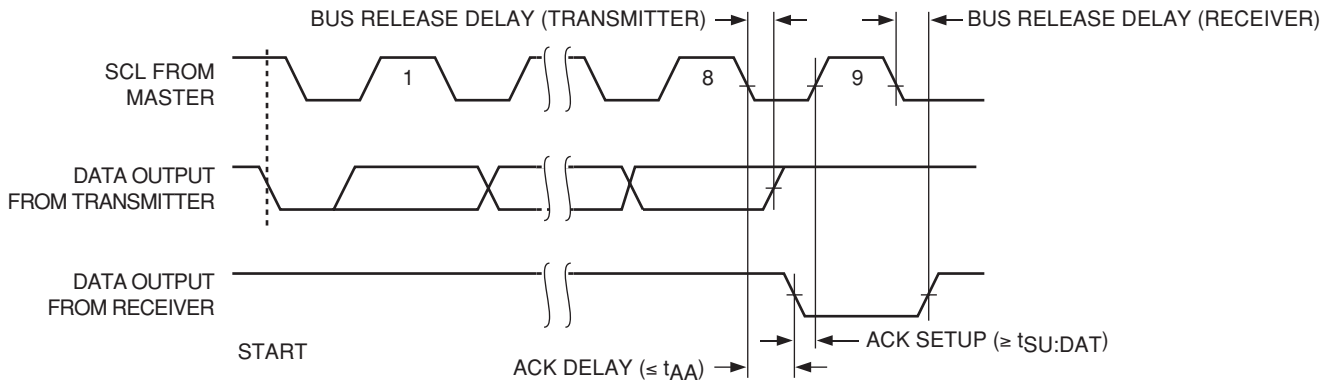 BUS RELEASE DELAY (TRANSMITTER)
BUS RELEASE DELAY (RECEIVER)
SCL FROM
MASTER
1
8
9
DATA OUTPUT
FROM TRANSMITTER
DATA OUTPUT
FROM RECEIVER
START
ACK SETUP (≥ tSU:DAT)
ACK DELAY (≤ tAA)